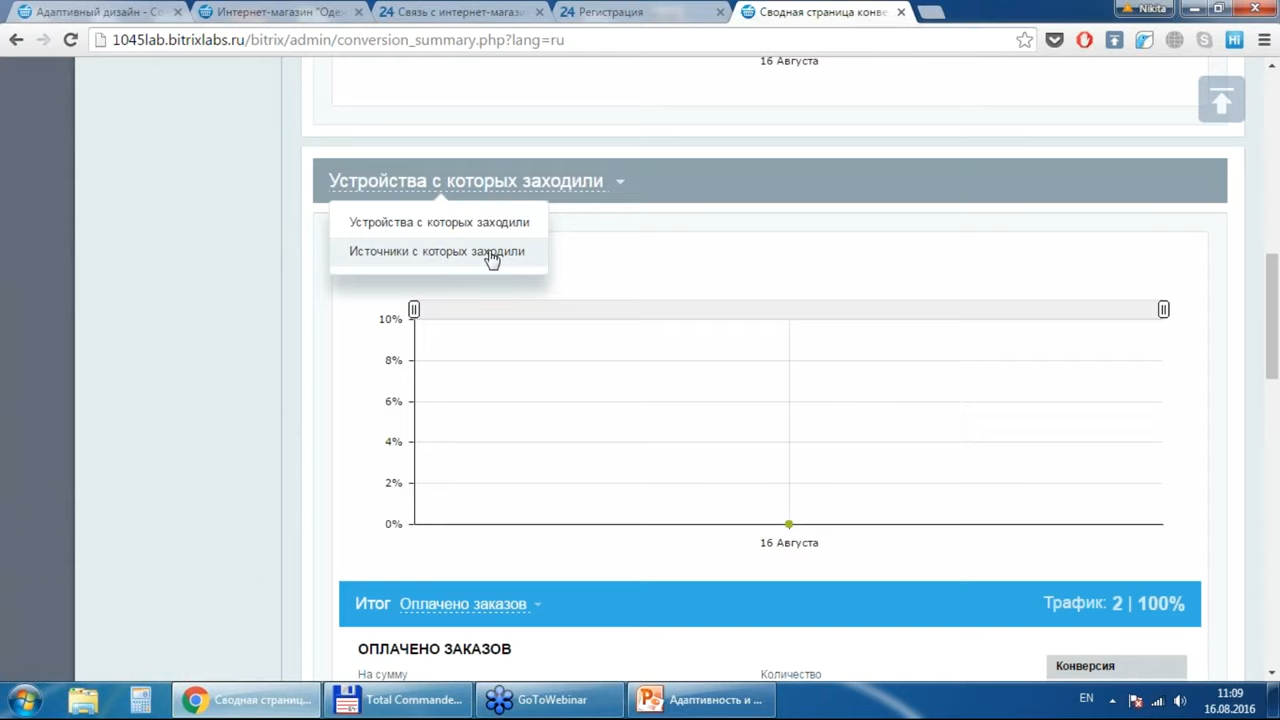 Адаптивный дизайн - Со
Интернет-магазин "Оде
24 Связь с интернет-магази
24 Регистрация
Сводная страница конве
Nikita
1045lab.bitrixlabs.ru/bitrix/admin/conversion_summary.php?lang=ru
Hi
16 Августа
Устройства с которых заходили
Устройства с которых заходили
Источники с которых заходили
10%
8%
6%
4%
2%
0%
16 Августа
Итог Оплачено заказов
Трафик: 2 | 100%
ОПЛАЧЕНО ЗАКАЗОВ
На сумму
Количество
Конверсия
Сводная страниц...
Total Commande...
GoToWebinar
Адаптивность и ...
EN
11:09
16.08.2016